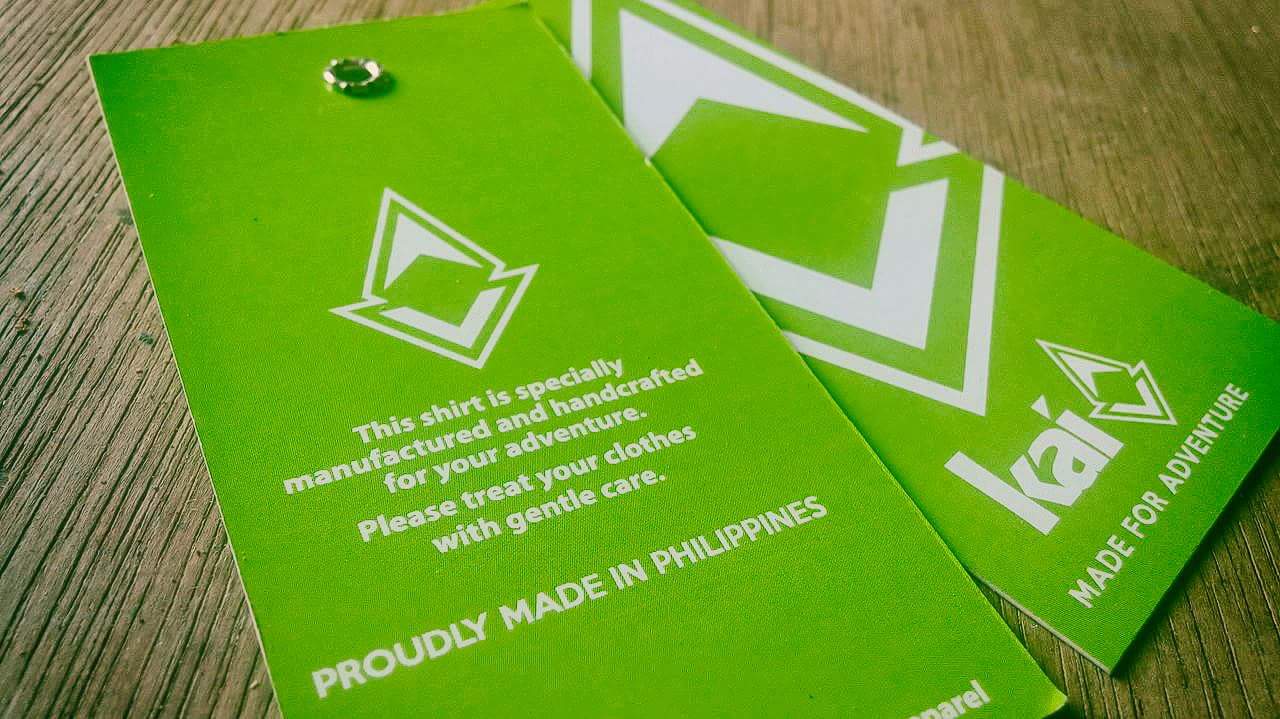 This shirt is specially
manufactured and handcrafted
for your adventure.
Please treat your clothes
with gentle care.
PROUDLY MADE IN PHILIPPINES
kai
MADE FOR ADVENTURE